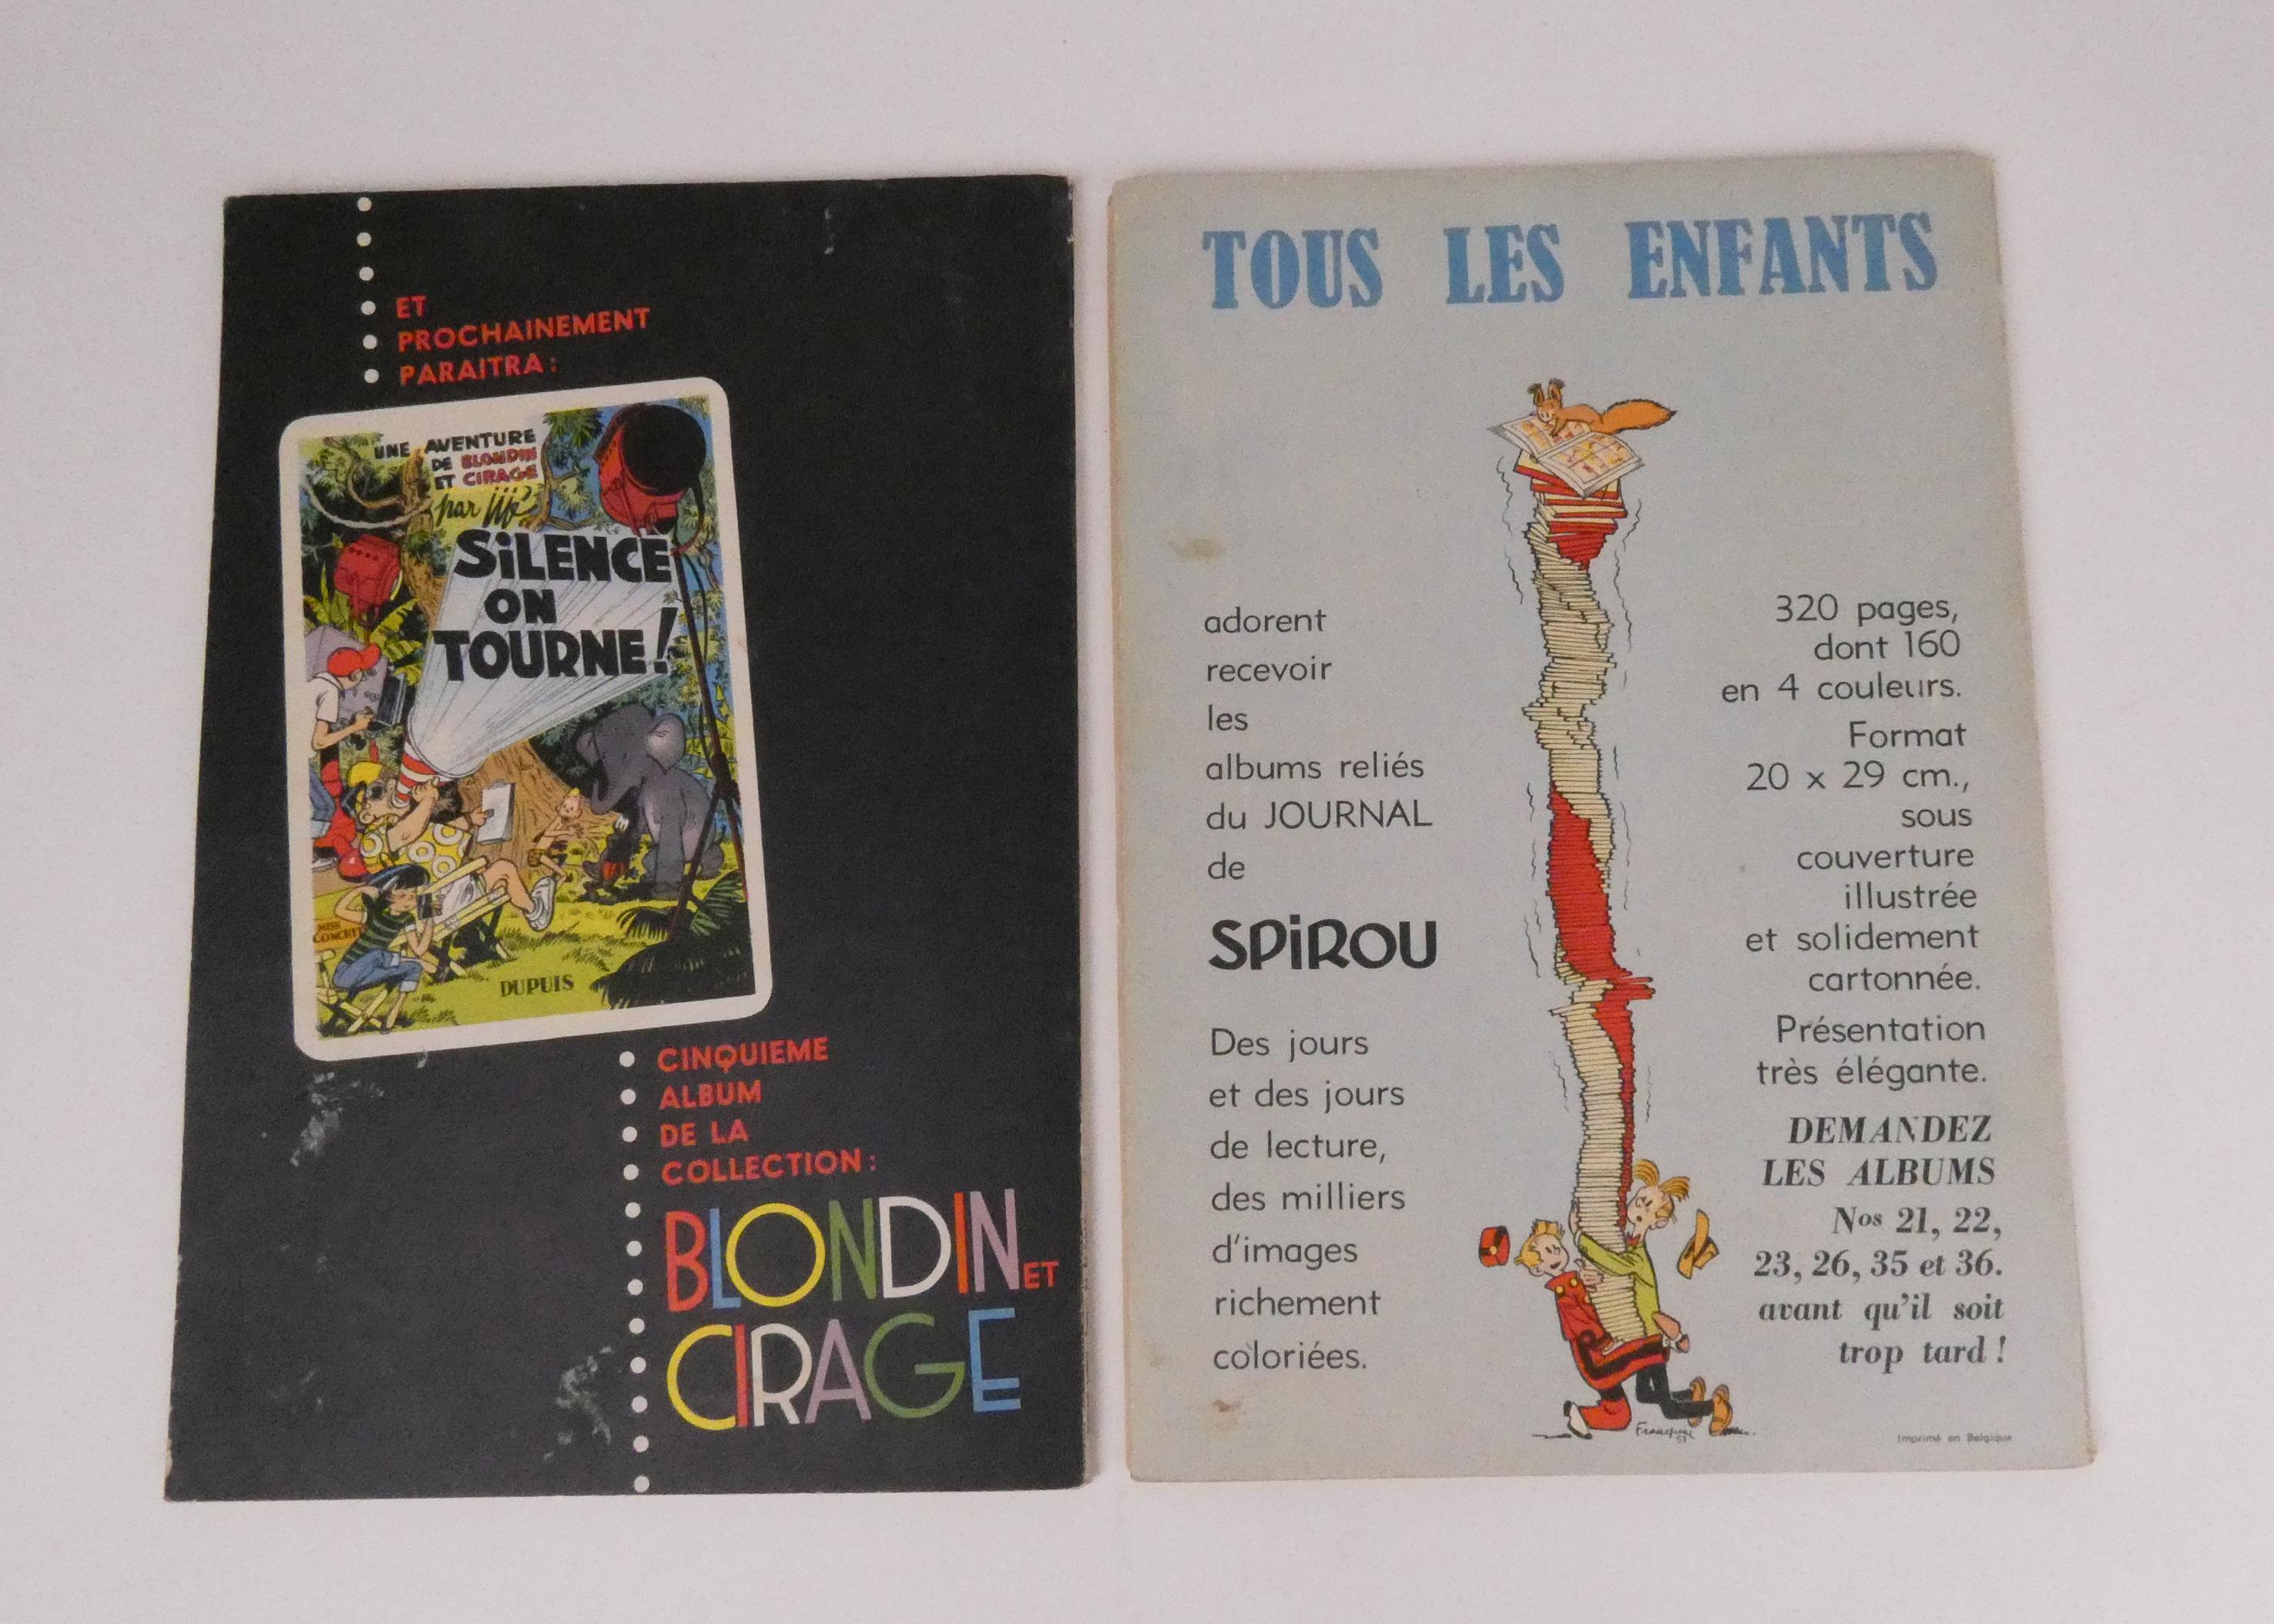 ET
PROCHAINEMENT
PARAITRA :
UNE AVENTURE
DE BLONDIN
ET CIRAGE
par Jijé
SiLENCE
ON
TOURNE !
MISS
DUPUIS
CINQUIEME
ALBUM
DE LA
COLLECTION :
BLONDIN ET
CIRAGE
TOUS LES ENFANTS
adorent
recevoir
les
albums reliés
du JOURNAL
de
SPiROU
Des jours
et des jours
de lecture,
des milliers
d'images
richement
coloriées.
320 pages,
dont 160
en 4 couleurs.
Format
20 x 29 cm.,
sous
couverture
illustrée
et solidement
cartonnée.
Présentation
très élégante.
DEMANDEZ
LES ALBUMS
Nos 21, 22,
23, 26, 35 et 36.
avant qu'il soit
trop tard !
Franquin
Imprimé en Belgique